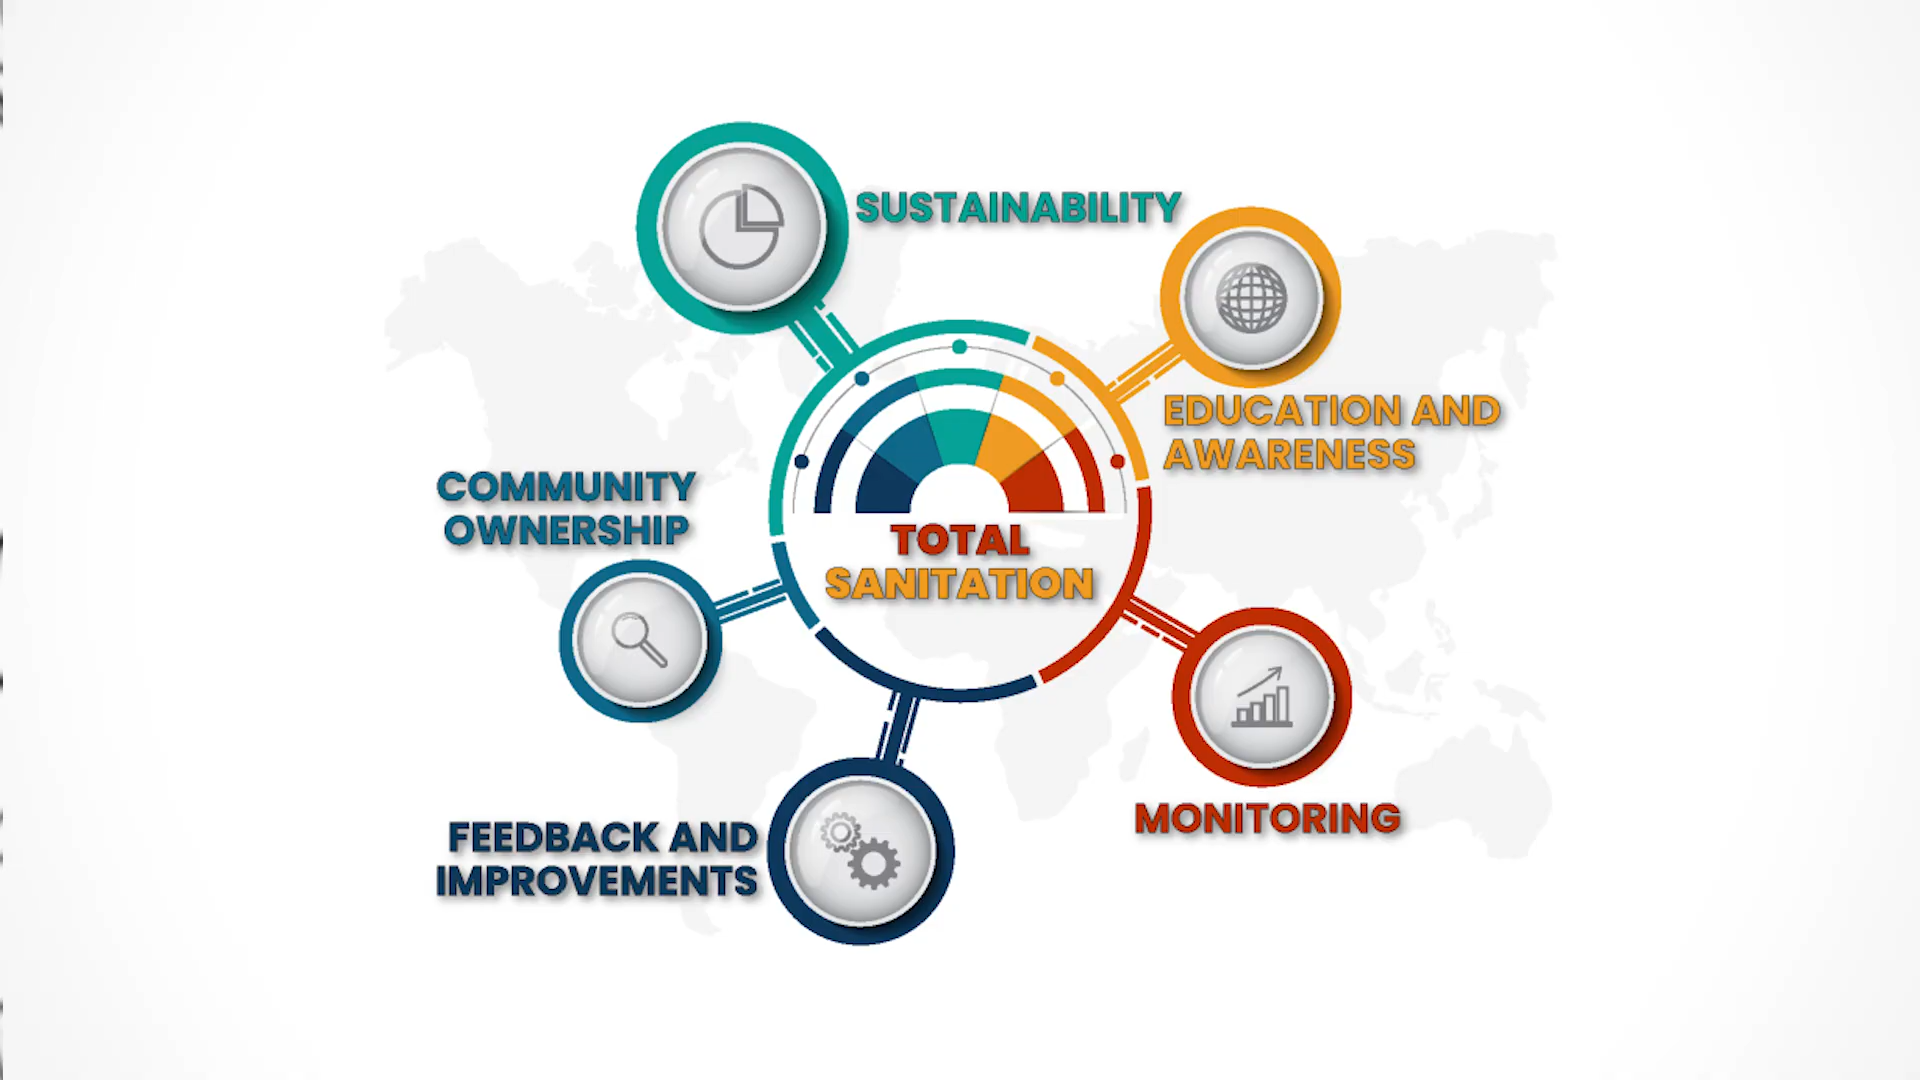 SUSTAINABILITY
EDUCATION AND
AWARENESS
COMMUNITY
OWNERSHIP
TOTAL
SANITATION
MONITORING
FEEDBACK AND
IMPROVEMENTS